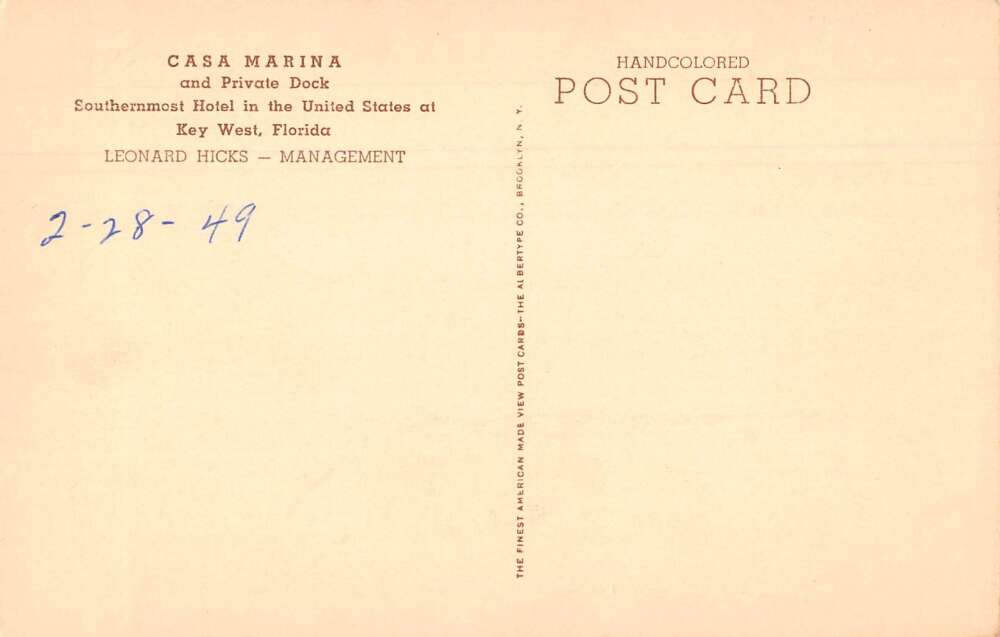 CASA MARINA
and Private Dock
Southernmost Hotel in the United States at
Key West, Florida
LEONARD HICKS — MANAGEMENT
2-28-49
THE FINEST AMERICAN MADE VIEW POST CARDS—THE ALBERTYPE CO., BROOKLYN, N. Y.
HANDCOLORED
POST CARD